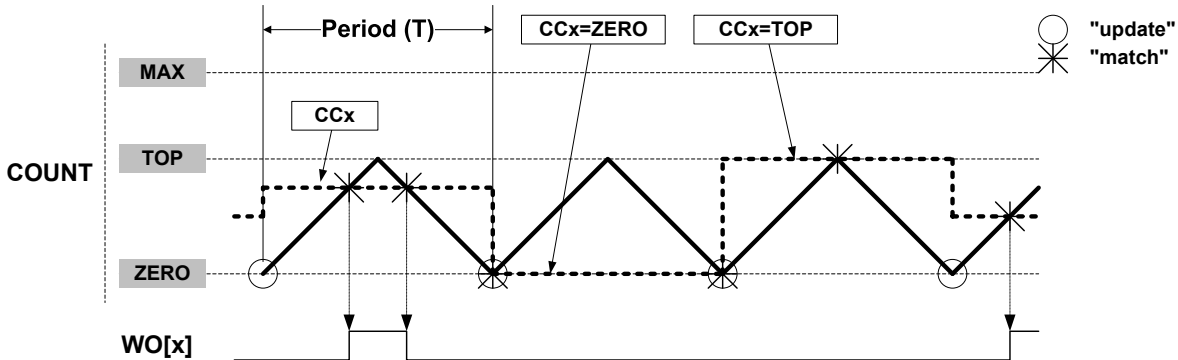 Period (T)
CCx=ZERO
CCx=TOP
"update"
"match"
MAX
CCx
COUNT
TOP
ZERO
WO[x]